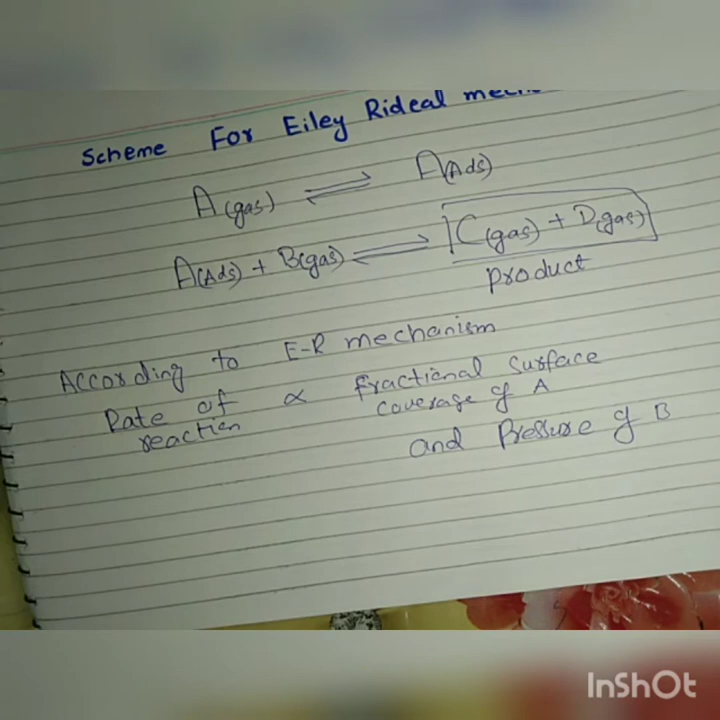 Scheme For Eiley Rideal
A(gas) ⇌ A(Ads)
A(Ads) + B(gas) ⇌ C(gas) + D(gas)
product
According to E-R mechanism
Rate of reaction ∝ fractional surface coverage of A
and Pressure of B
InShOt